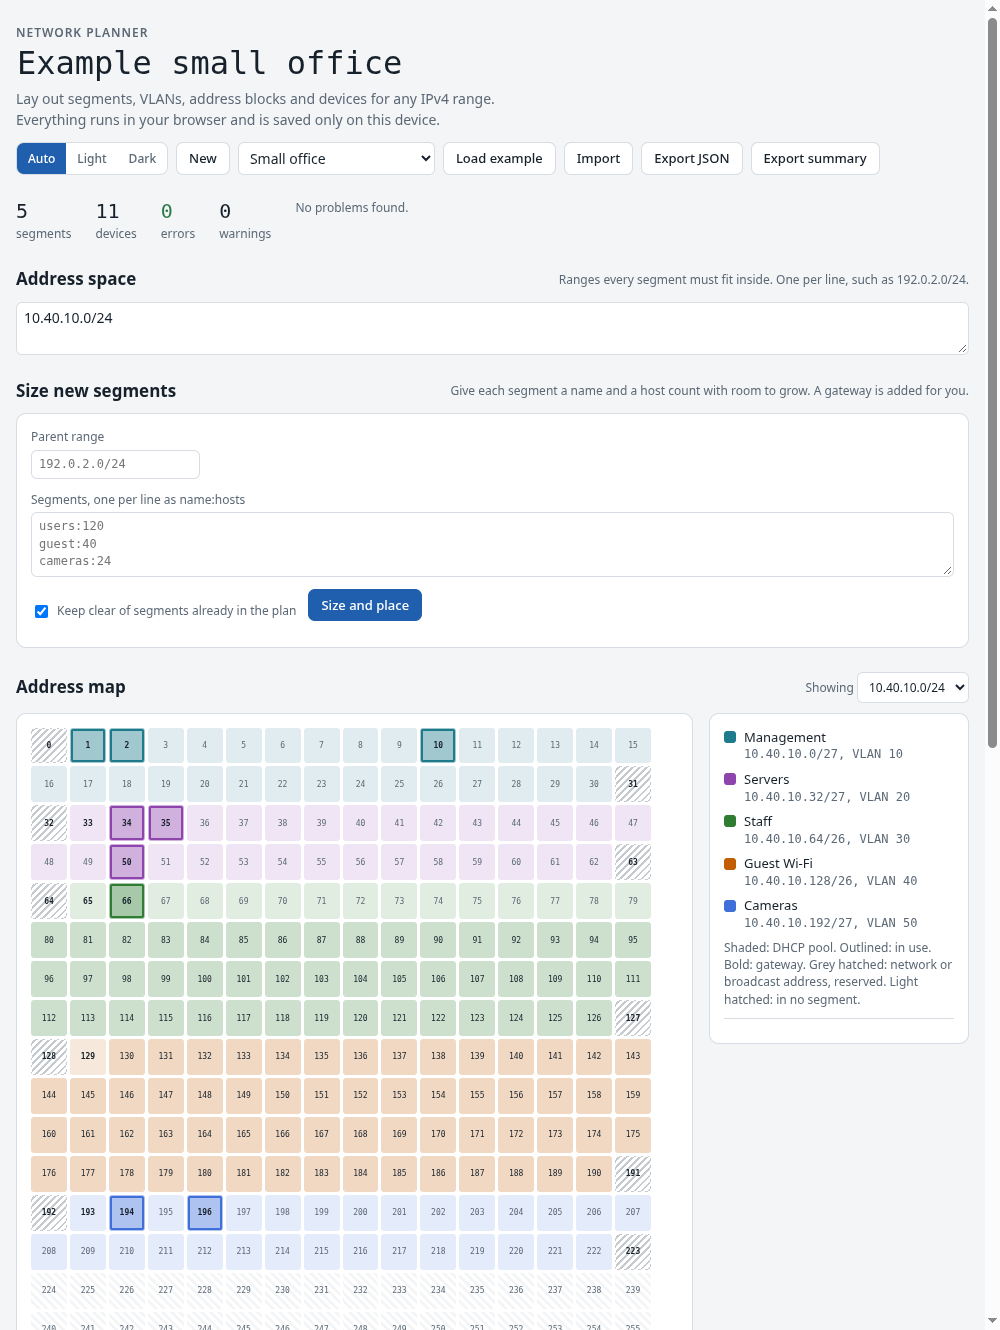 NETWORK PLANNER
Example small office
Lay out segments, VLANs, address blocks and devices for any IPv4 range.
Everything runs in your browser and is saved only on this device.
Auto Light Dark New Small office Load example Import Export JSON Export summary
5 11 0 0 No problems found.
segments devices errors warnings
Address space Ranges every segment must fit inside. One per line, such as 192.0.2.0/24.
10.40.10.0/24
Size new segments Give each segment a name and a host count with room to grow. A gateway is added for you.
Parent range
192.0.2.0/24
Segments, one per line as name:hosts
users:120
guest:40
cameras:24
Keep clear of segments already in the plan Size and place
Address map Showing 10.40.10.0/24
0 1 2 3 4 5 6 7 8 9 10 11 12 13 14 15
16 17 18 19 20 21 22 23 24 25 26 27 28 29 30 31
32 33 34 35 36 37 38 39 40 41 42 43 44 45 46 47
48 49 50 51 52 53 54 55 56 57 58 59 60 61 62 63
64 65 66 67 68 69 70 71 72 73 74 75 76 77 78 79
80 81 82 83 84 85 86 87 88 89 90 91 92 93 94 95
96 97 98 99 100 101 102 103 104 105 106 107 108 109 110 111
112 113 114 115 116 117 118 119 120 121 122 123 124 125 126 127
128 129 130 131 132 133 134 135 136 137 138 139 140 141 142 143
144 145 146 147 148 149 150 151 152 153 154 155 156 157 158 159
160 161 162 163 164 165 166 167 168 169 170 171 172 173 174 175
176 177 178 179 180 181 182 183 184 185 186 187 188 189 190 191
192 193 194 195 196 197 198 199 200 201 202 203 204 205 206 207
208 209 210 211 212 213 214 215 216 217 218 219 220 221 222 223
224 225 226 227 228 229 230 231 232 233 234 235 236 237 238 239
240 241 242 243 244 245 246 247 248 249 250 251 252 253 254 255
Management
10.40.10.0/27, VLAN 10
Servers
10.40.10.32/27, VLAN 20
Staff
10.40.10.64/26, VLAN 30
Guest Wi-Fi
10.40.10.128/26, VLAN 40
Cameras
10.40.10.192/27, VLAN 50
Shaded: DHCP pool. Outlined: in use.
Bold: gateway. Grey hatched: network or
broadcast address, reserved. Light
hatched: in no segment.